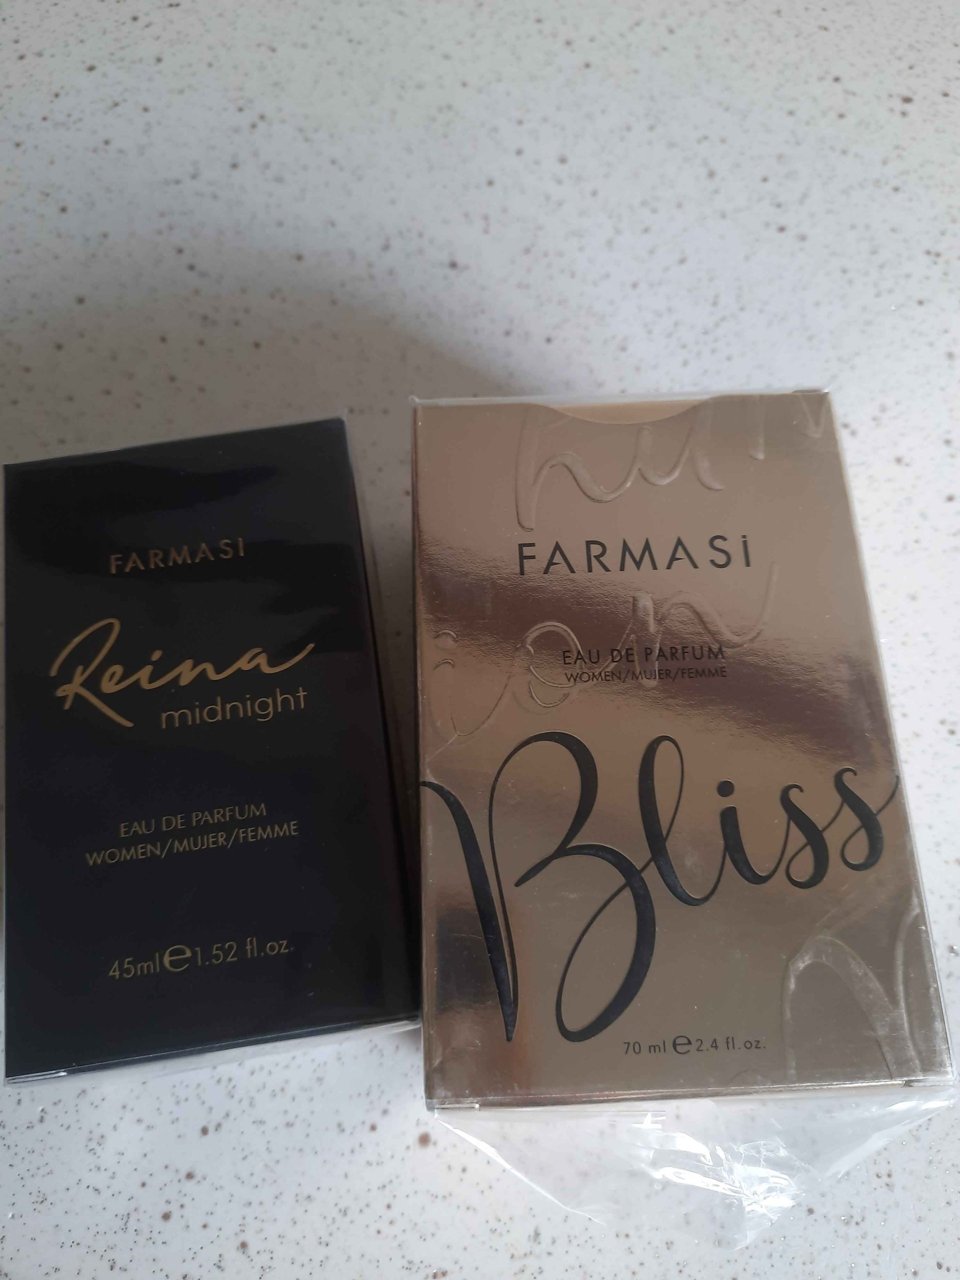 FARMASi
Reina
midnight
EAU DE PARFUM
WOMEN/MUJER/FEMME
45ml e 1.52 fl.oz.
FARMASi
EAU DE PARFUM
WOMEN/MUJER/FEMME
Bliss
70 ml e 2.4 fl.oz.